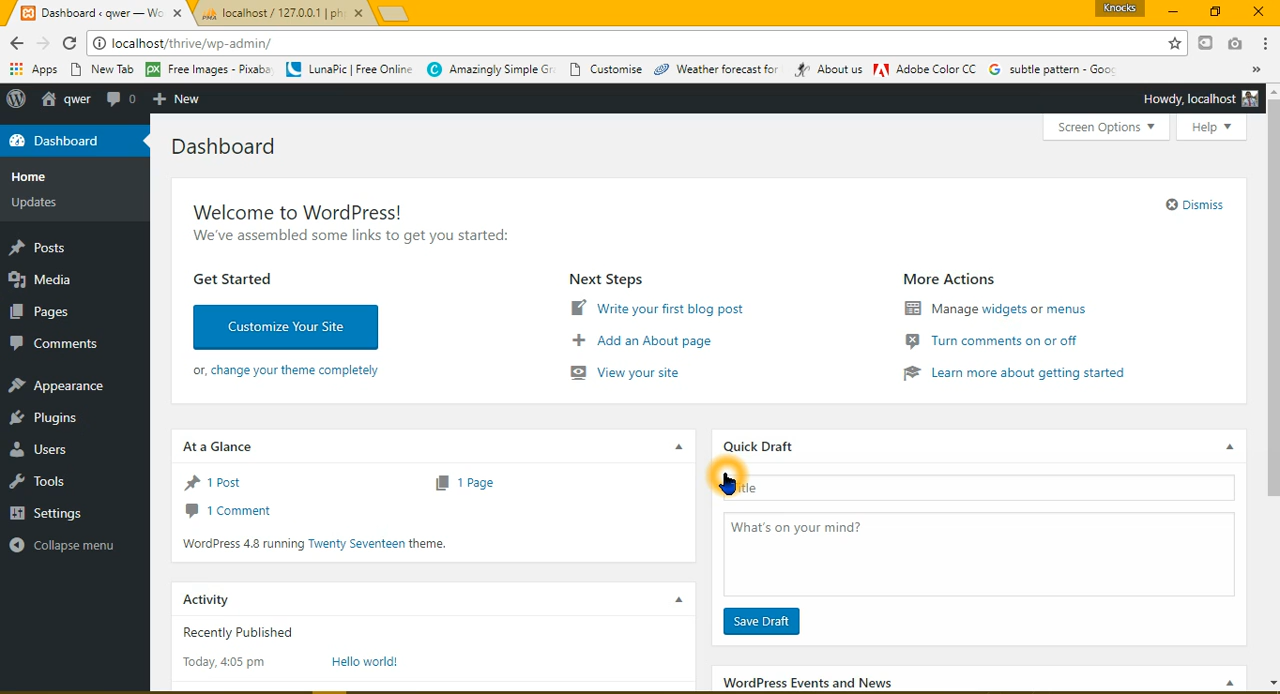 Dashboard ‹ qwer — Wo
localhost / 127.0.0.1 | ph
Knocks
localhost/thrive/wp-admin/
Apps New Tab Free Images - Pixaba LunaPic | Free Online Amazingly Simple Gr Customise Weather forecast for About us Adobe Color CC subtle pattern - Goog »
qwer 0 New Howdy, localhost
Dashboard
Home
Updates
Posts
Media
Pages
Comments
Appearance
Plugins
Users
Tools
Settings
Collapse menu
Screen Options Help
Dashboard
Welcome to WordPress!
Dismiss
We've assembled some links to get you started:
Get Started
Customize Your Site
or, change your theme completely
Next Steps
Write your first blog post
Add an About page
View your site
More Actions
Manage widgets or menus
Turn comments on or off
Learn more about getting started
At a Glance
1 Post 1 Page
1 Comment
WordPress 4.8 running Twenty Seventeen theme.
Activity
Recently Published
Today, 4:05 pm Hello world!
Quick Draft
What's on your mind?
Save Draft
WordPress Events and News